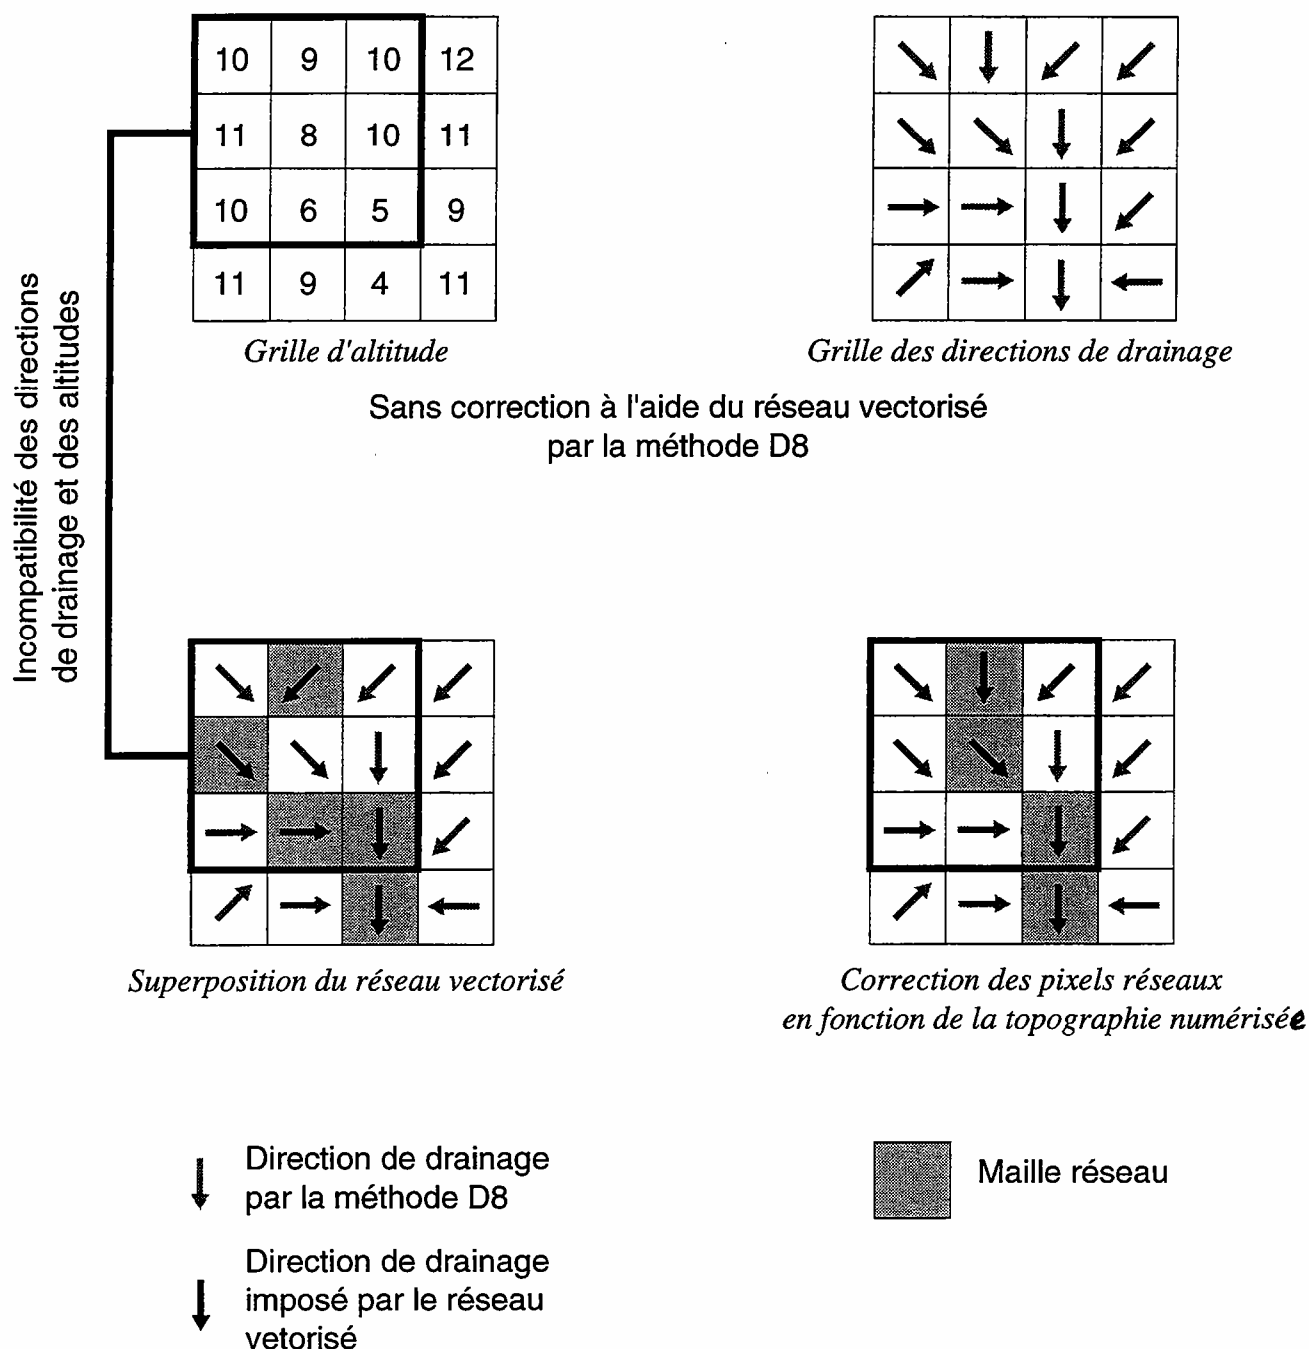 10 9 10 12
11 8 10 11
10 6 5 9
11 9 4 11
Grille d'altitude
Grille des directions de drainage
Sans correction à l'aide du réseau vectorisé
par la méthode D8
Incompatibilité des directions
de drainage et des altitudes
Superposition du réseau vectorisé
Correction des pixels réseaux
en fonction de la topographie numérisée
Direction de drainage
par la méthode D8
Maille réseau
Direction de drainage
imposé par le réseau
vetorisé